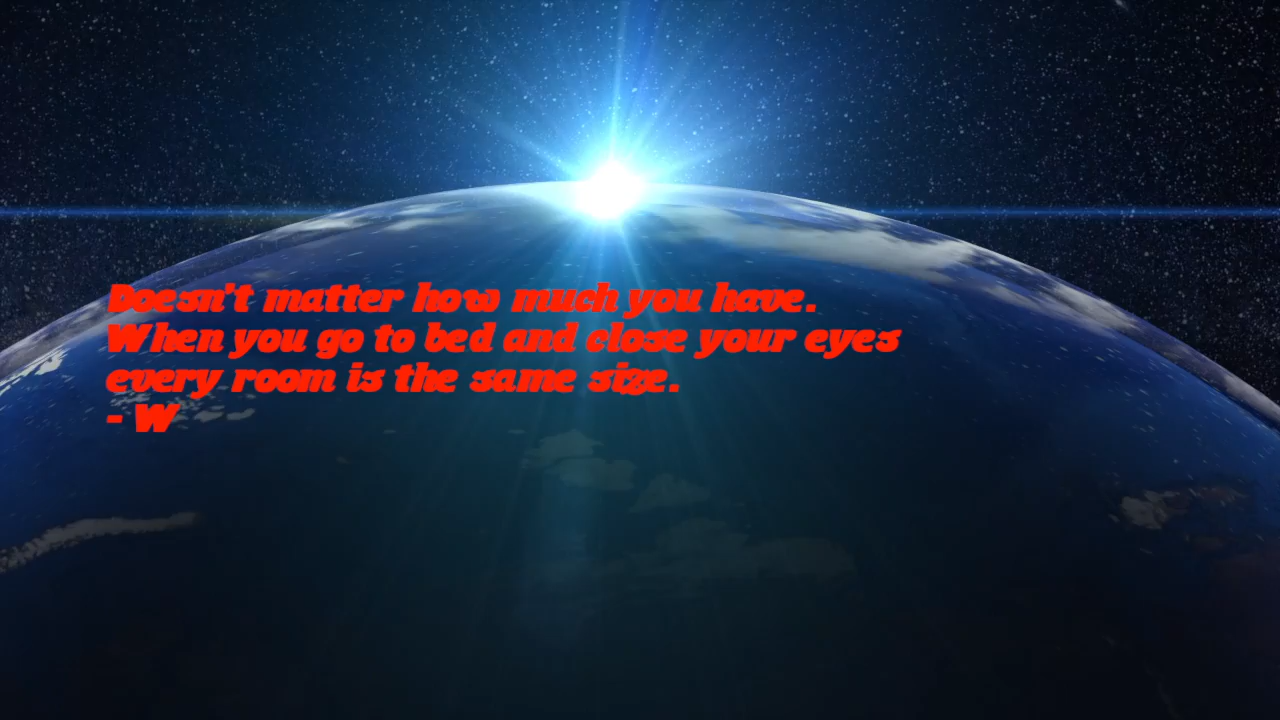 Doesn't matter how much you have.
When you go to bed and close your eyes
every room is the same size.
- W